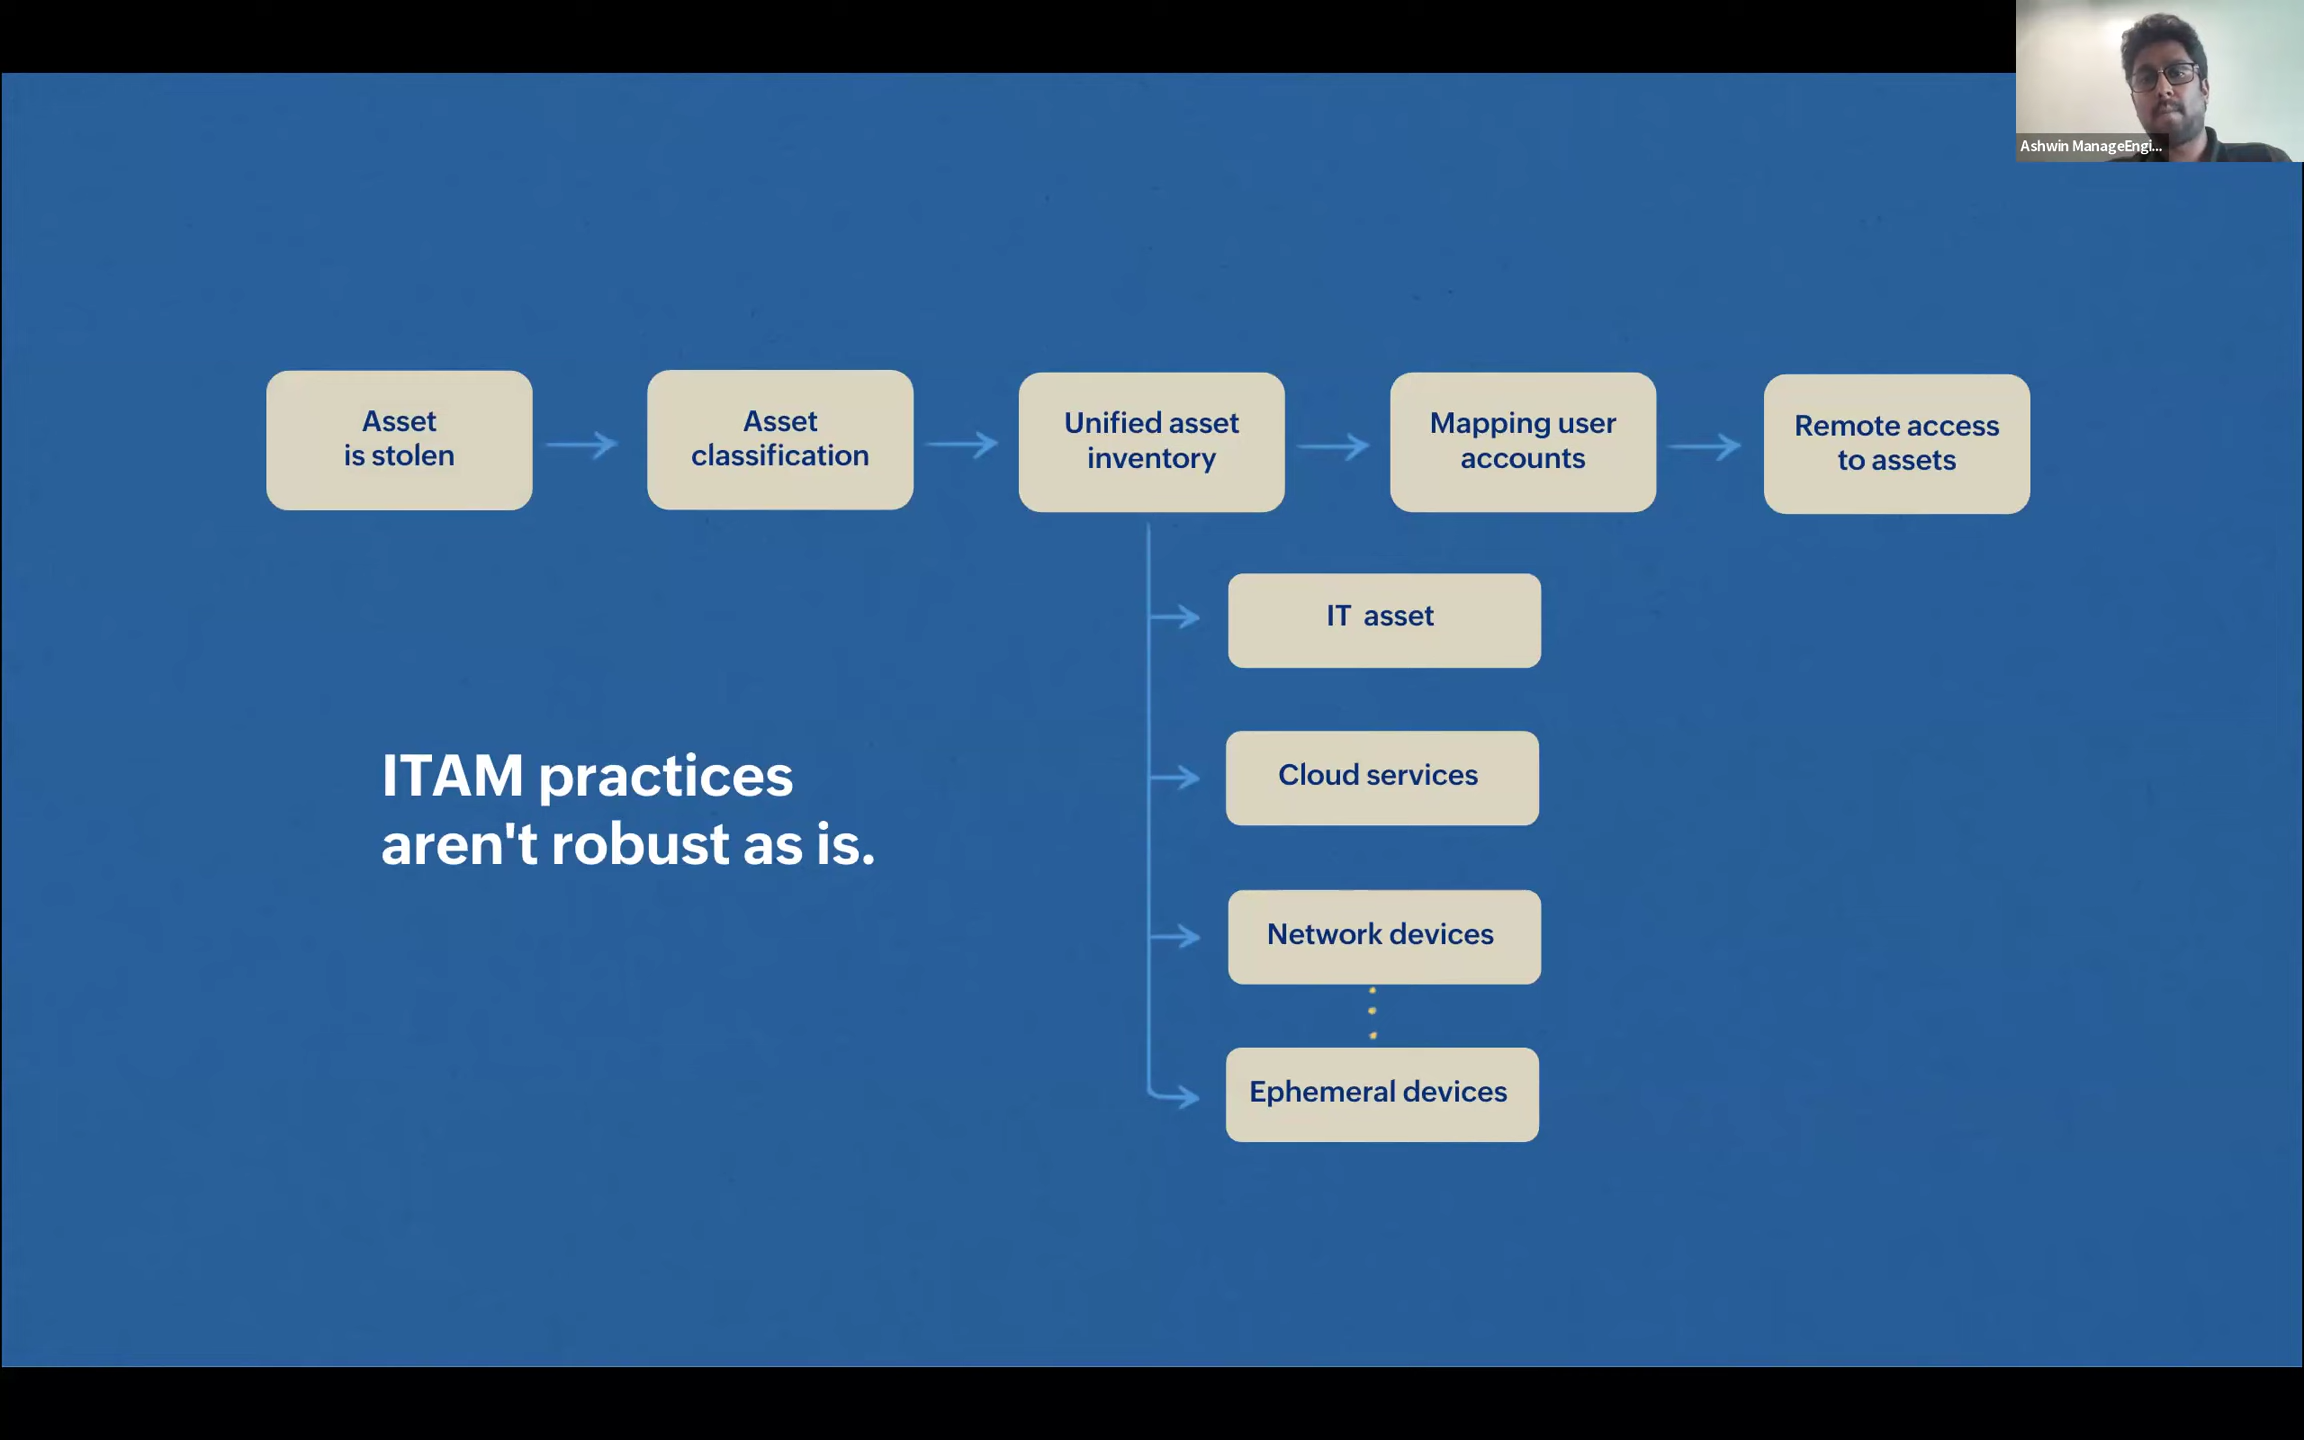 Ashwin ManageEngi...
Asset
is stolen
Asset
classification
Unified asset
inventory
Mapping user
accounts
Remote access
to assets
IT asset
Cloud services
Network devices
Ephemeral devices
ITAM practices
aren't robust as is.